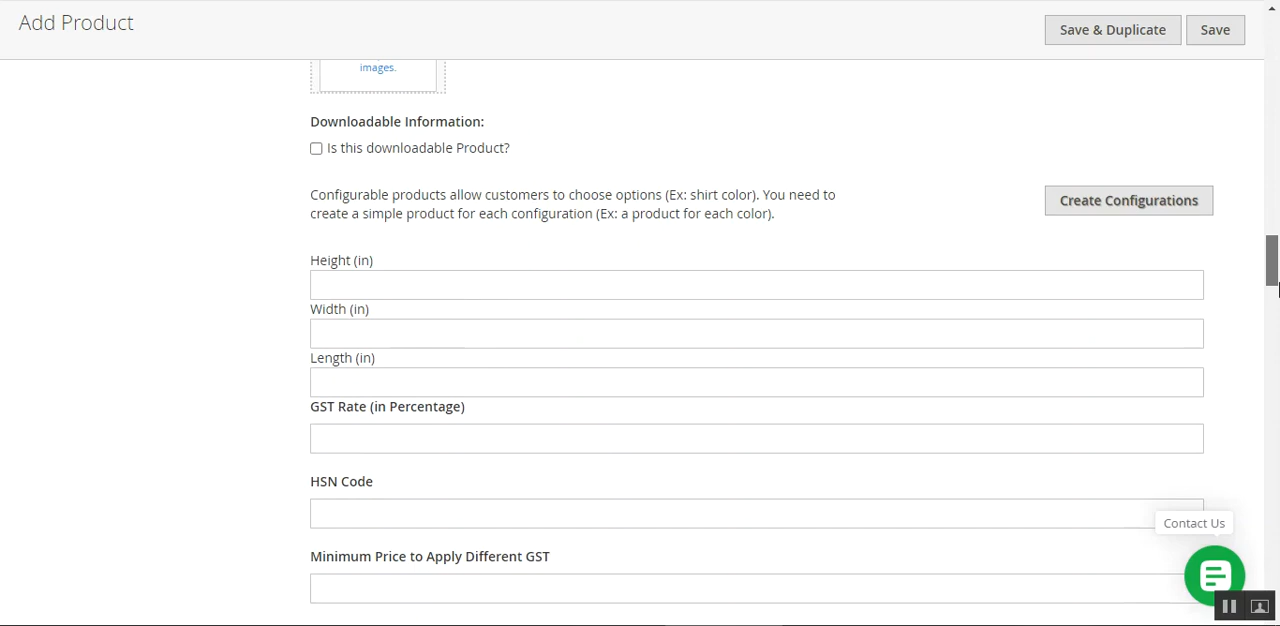 Add Product
Save & Duplicate
Save
images.
Downloadable Information:
Is this downloadable Product?
Configurable products allow customers to choose options (Ex: shirt color). You need to
create a simple product for each configuration (Ex: a product for each color).
Create Configurations
Height (in)
Width (in)
Length (in)
GST Rate (in Percentage)
HSN Code
Contact Us
Minimum Price to Apply Different GST